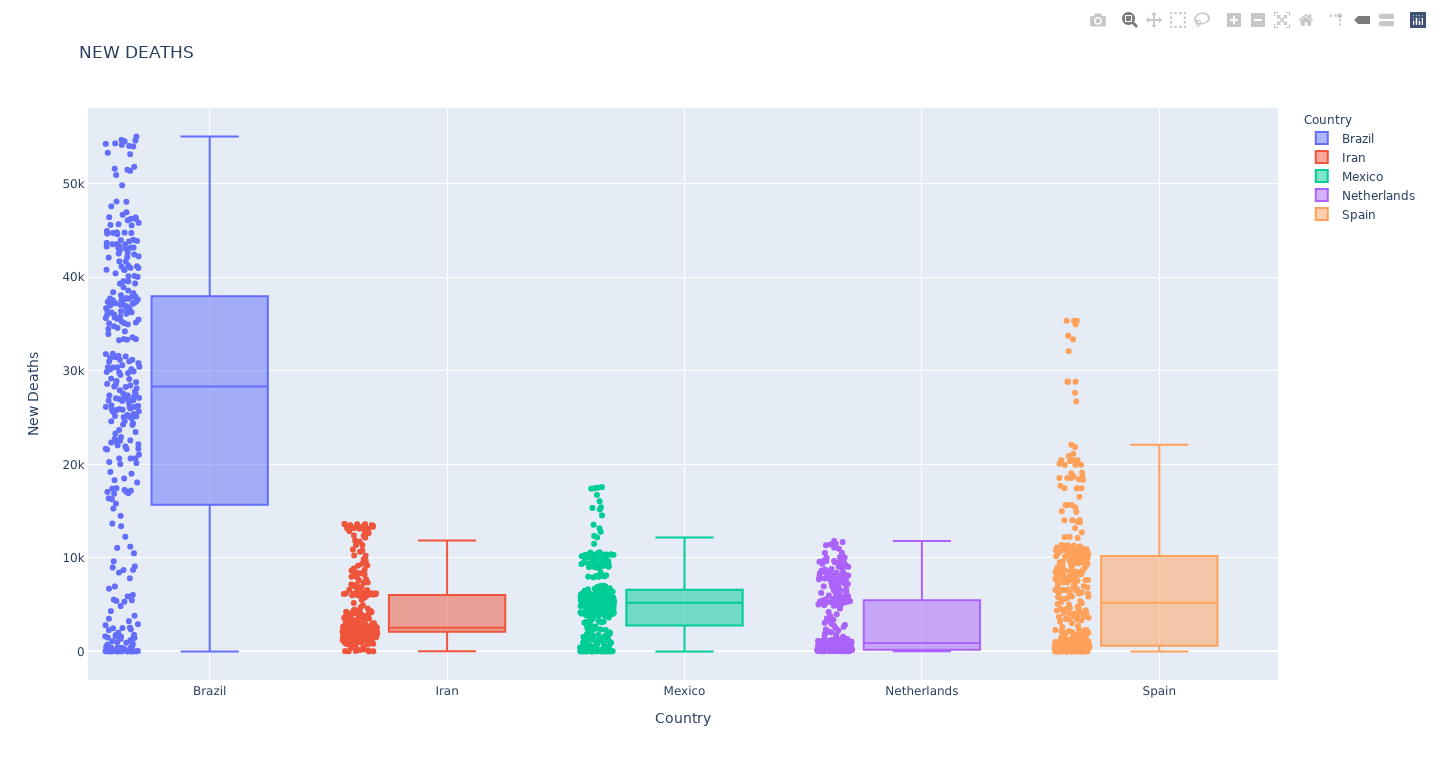 NEW DEATHS
Country
Brazil
Iran
Mexico
Netherlands
Spain
50k
40k
30k
20k
10k
0
New Deaths
Brazil
Iran
Mexico
Netherlands
Spain
Country